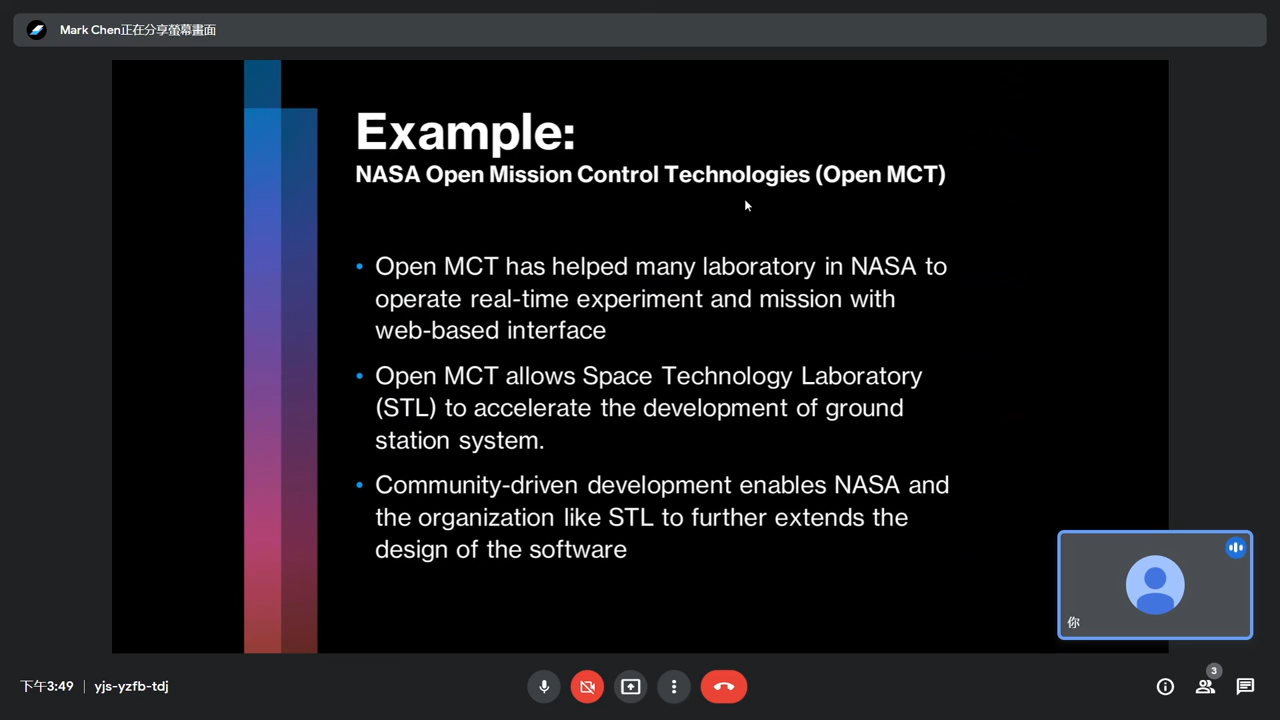 Mark Chen正在分享螢幕畫面
Example:
NASA Open Mission Control Technologies (Open MCT)
• Open MCT has helped many laboratory in NASA to
operate real-time experiment and mission with
web-based interface
• Open MCT allows Space Technology Laboratory
(STL) to accelerate the development of ground
station system.
• Community-driven development enables NASA and
the organization like STL to further extends the
design of the software
你
下午3:49 | yjs-yzfb-tdj
3